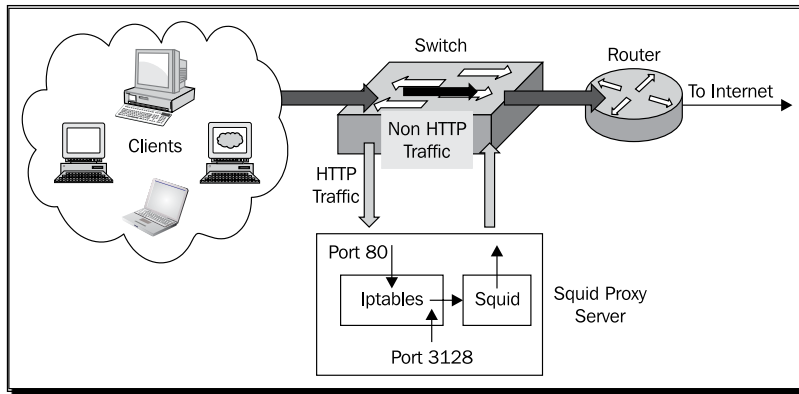 Switch
Router
To Internet
Clients
Non HTTP
Traffic
HTTP
Traffic
Port 80
Iptables
Squid
Squid Proxy
Server
Port 3128